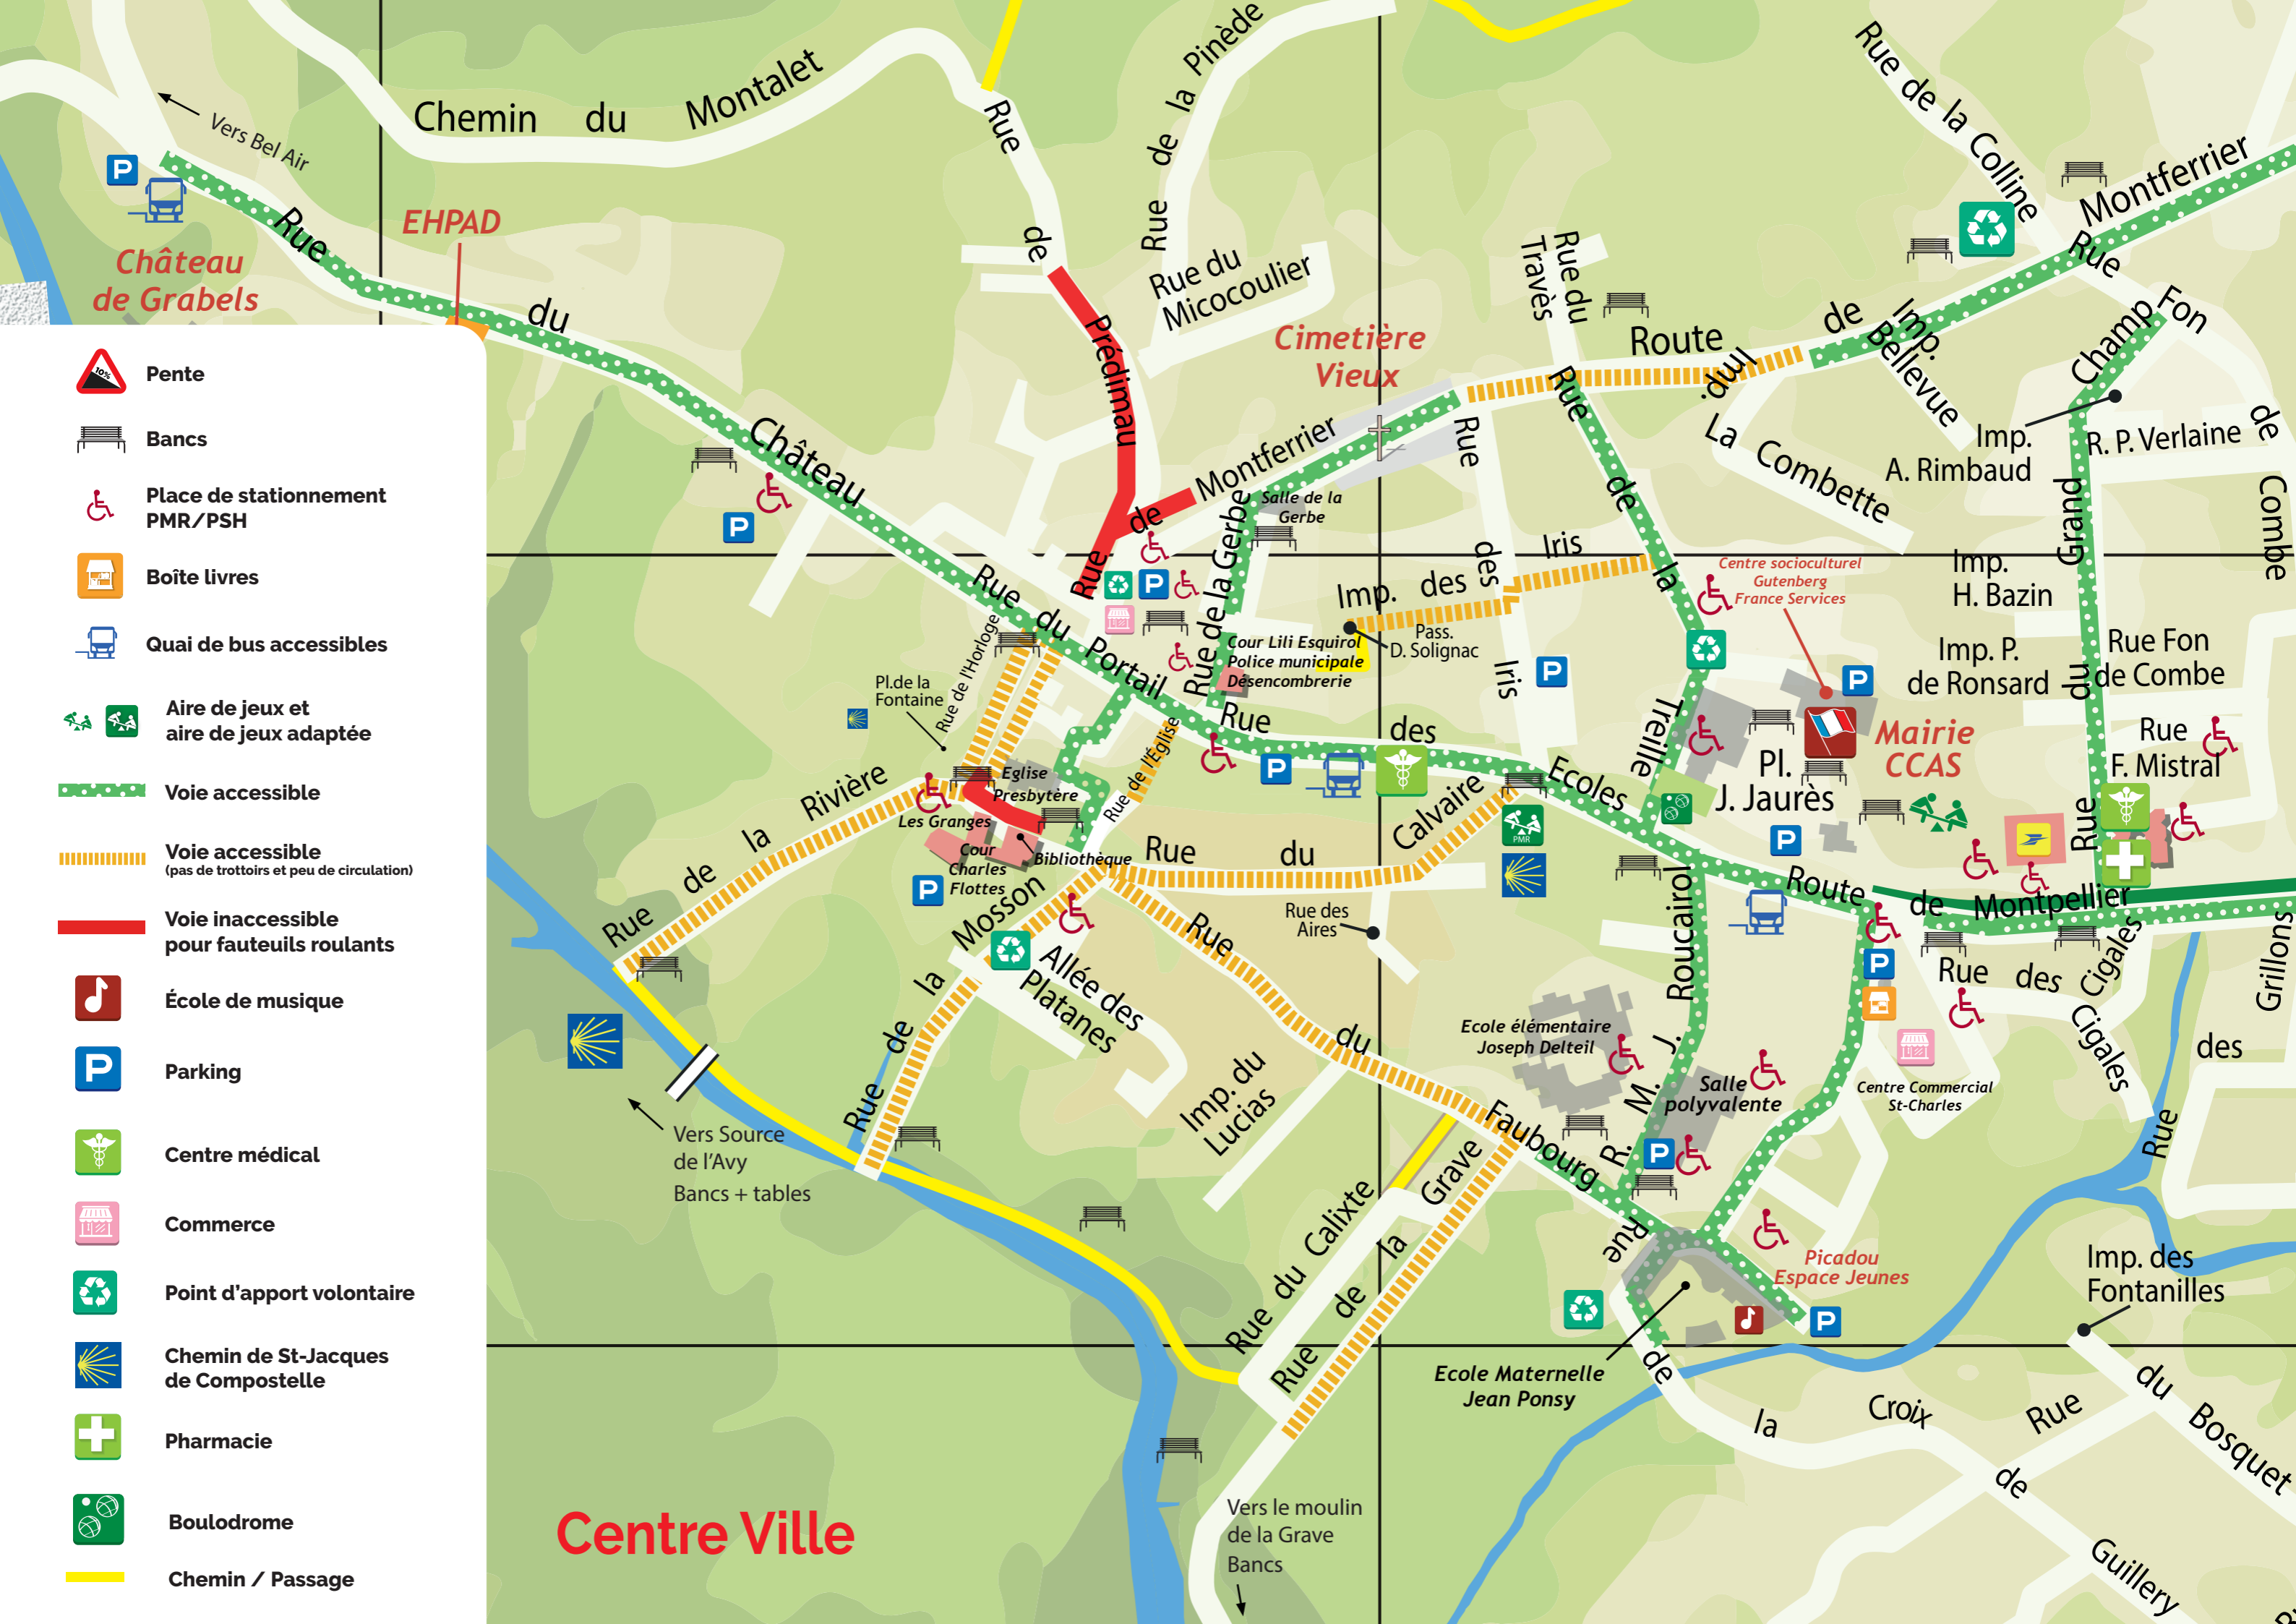 Vers Bel Air
Château
de Grabels
EHPAD
Chemin du Montalet
Rue du Château
Rue de Prédimau
Rue de la Pinède
Rue du
Micocoulier
Cimetière
Vieux
Rue du
Travès
Route de Montferrier
Rue de la Colline
Rue Fon de Combe
Imp.
Bellevue
Imp.
La Combette
Champ
Imp.
A. Rimbaud
R. P. Verlaine
Rue du Grand
Imp.
H. Bazin
Imp. P.
de Ronsard
Rue Fon
de Combe
Rue
F. Mistral
Rue de Montferrier
Salle de la
Gerbe
Rue de la Gerbe
Rue des Iris
Imp. des Iris
Pass.
D. Solignac
Cour Lili Esquirol
Police municipale
Désencombrerie
Rue de la Treille
Centre socioculturel
Gutenberg
France Services
Mairie
CCAS
Pl.
J. Jaurès
Rue du Portail
Rue de l'Horloge
Pl.de la
Fontaine
Eglise
Presbytère
Les Granges
Cour
Charles
Flottes
Bibliothèque
Rue de l'Église
Rue des Ecoles
Rue du Calvaire
Rue des
Aires
Rue de la Rivière
Rue de la Mosson
Allée des
Platanes
Rue du Faubourg
Imp. du
Lucias
Rue du Calixte
Rue de la Grave
R. M. J. Roucairol
Ecole élémentaire
Joseph Delteil
Salle
polyvalente
PMR
Route de Montpellier
Rue des Cigales
Cigales
Rue des Grillons
Centre Commercial
St-Charles
Picadou
Espace Jeunes
Ecole Maternelle
Jean Ponsy
Imp. des
Fontanilles
Rue de la Croix de Guillery
Rue du Bosquet
Vers Source
de l'Avy
Bancs + tables
Vers le moulin
de la Grave
Bancs
Centre Ville
10%
Pente
Bancs
Place de stationnement
PMR/PSH
Boîte livres
Quai de bus accessibles
Aire de jeux et
aire de jeux adaptée
Voie accessible
Voie accessible
(pas de trottoirs et peu de circulation)
Voie inaccessible
pour fauteuils roulants
École de musique
P
Parking
Centre médical
Commerce
Point d'apport volontaire
Chemin de St-Jacques
de Compostelle
Pharmacie
Boulodrome
Chemin / Passage